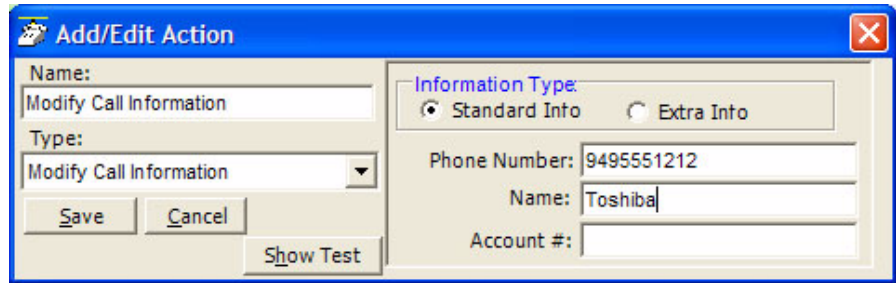 Add/Edit Action
Name:
Modify Call Information
Type:
Modify Call Information
Save Cancel
Show Test
Information Type:
Standard Info Extra Info
Phone Number: 9495551212
Name: Toshiba
Account #: